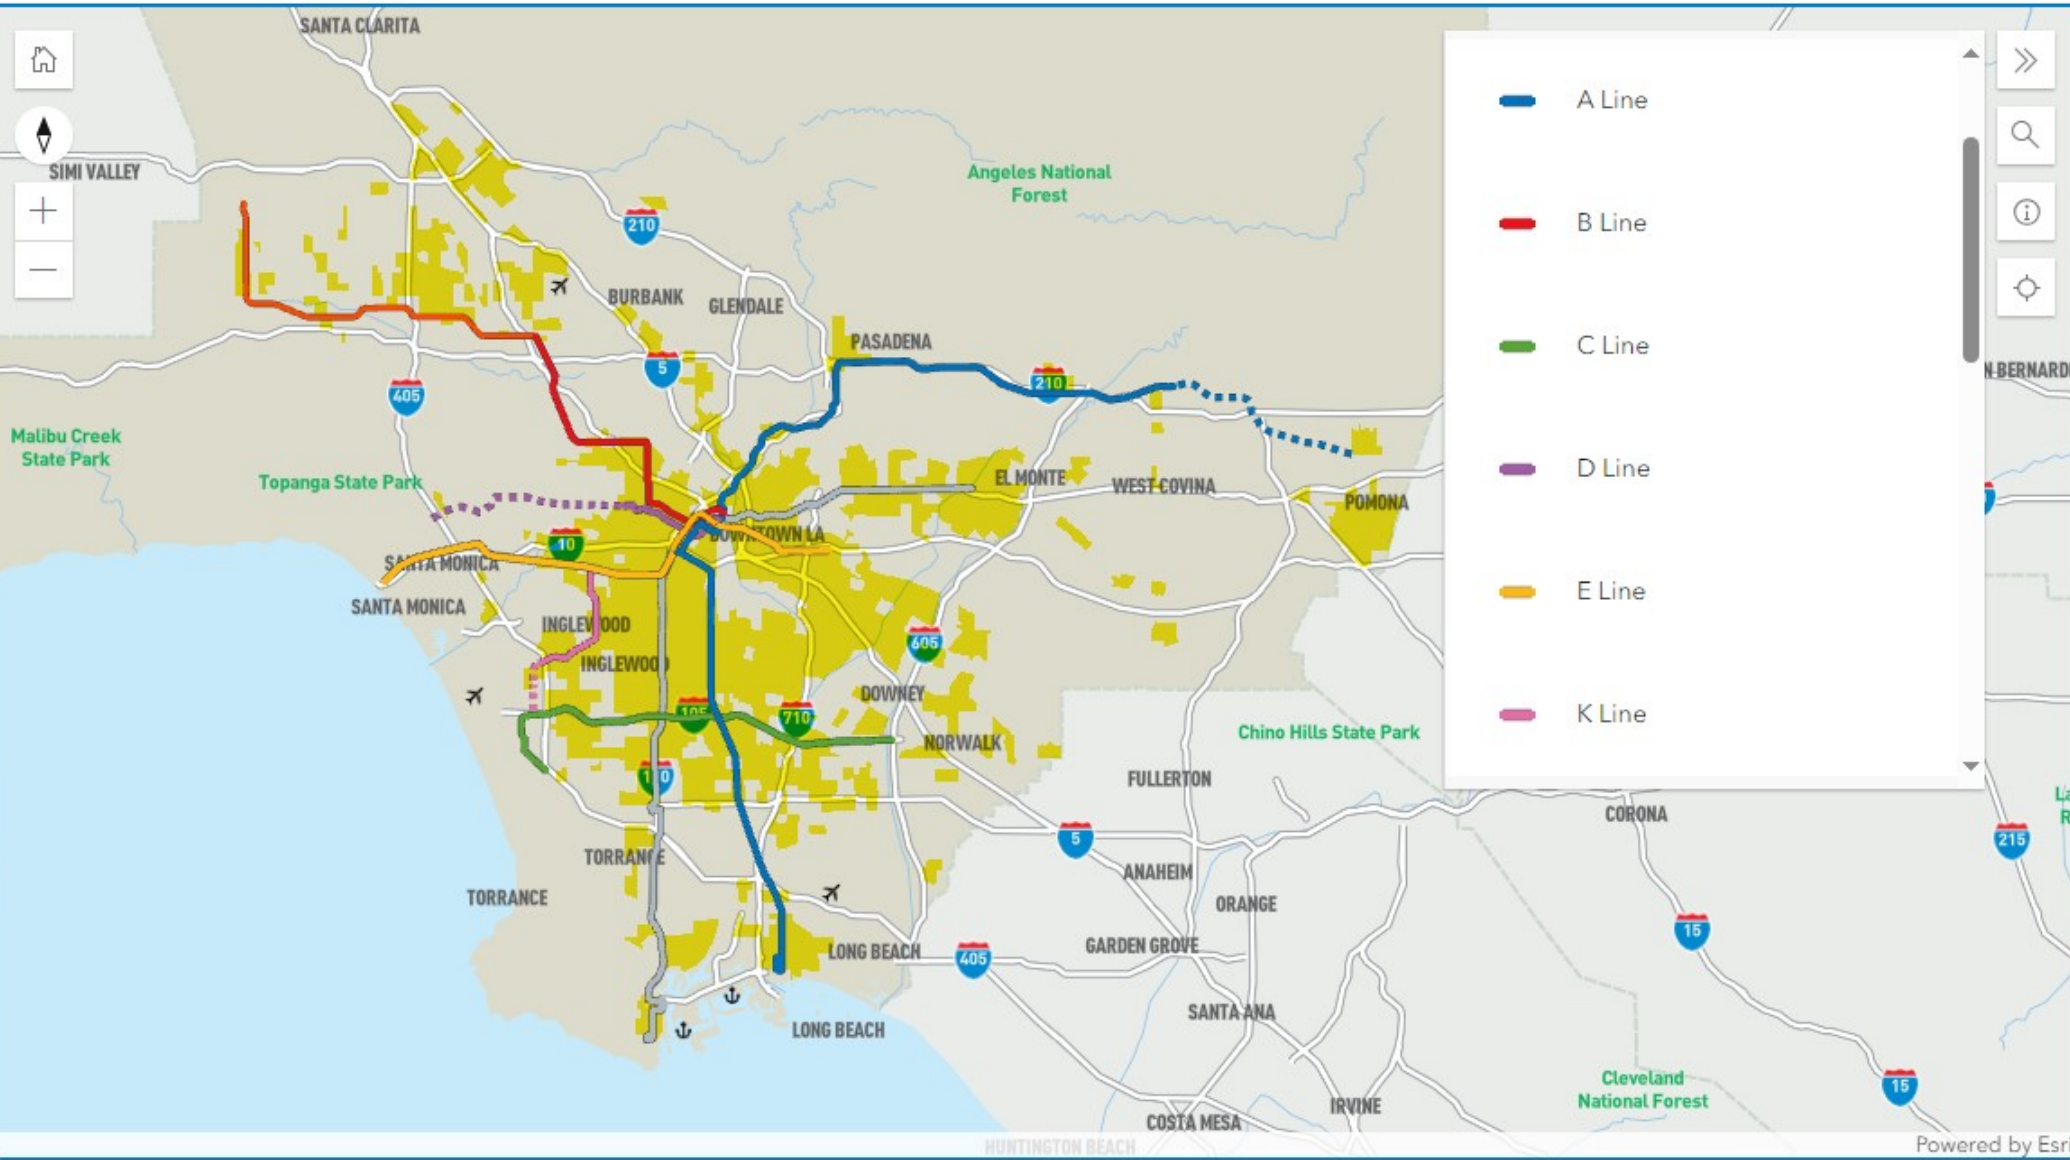 SANTA CLARITA
SIMI VALLEY
Angeles National
Forest
210
BURBANK
GLENDALE
PASADENA
5
210
405
Malibu Creek
State Park
Topanga State Park
EL MONTE
WEST COVINA
POMONA
10
DOWNTOWN LA
SANTA MONICA
SANTA MONICA
INGLEWOOD
INGLEWOOD
605
DOWNEY
105
710
NORWALK
Chino Hills State Park
110
FULLERTON
TORRANCE
5
ANAHEIM
TORRANCE
ORANGE
LONG BEACH
405
GARDEN GROVE
SANTA ANA
LONG BEACH
Cleveland
National Forest
IRVINE
COSTA MESA
HUNTINGTON BEACH
CORONA
215
15
15
N BERNARD
La
R
A Line
B Line
C Line
D Line
E Line
K Line
Powered by Esri